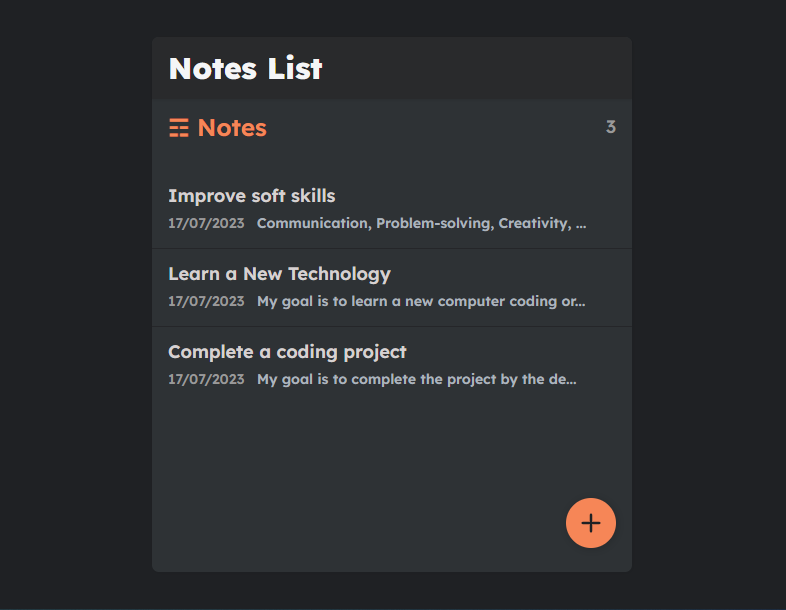 Notes List
☶ Notes 3
Improve soft skills
17/07/2023 Communication, Problem-solving, Creativity, ...
Learn a New Technology
17/07/2023 My goal is to learn a new computer coding or...
Complete a coding project
17/07/2023 My goal is to complete the project by the de...
+